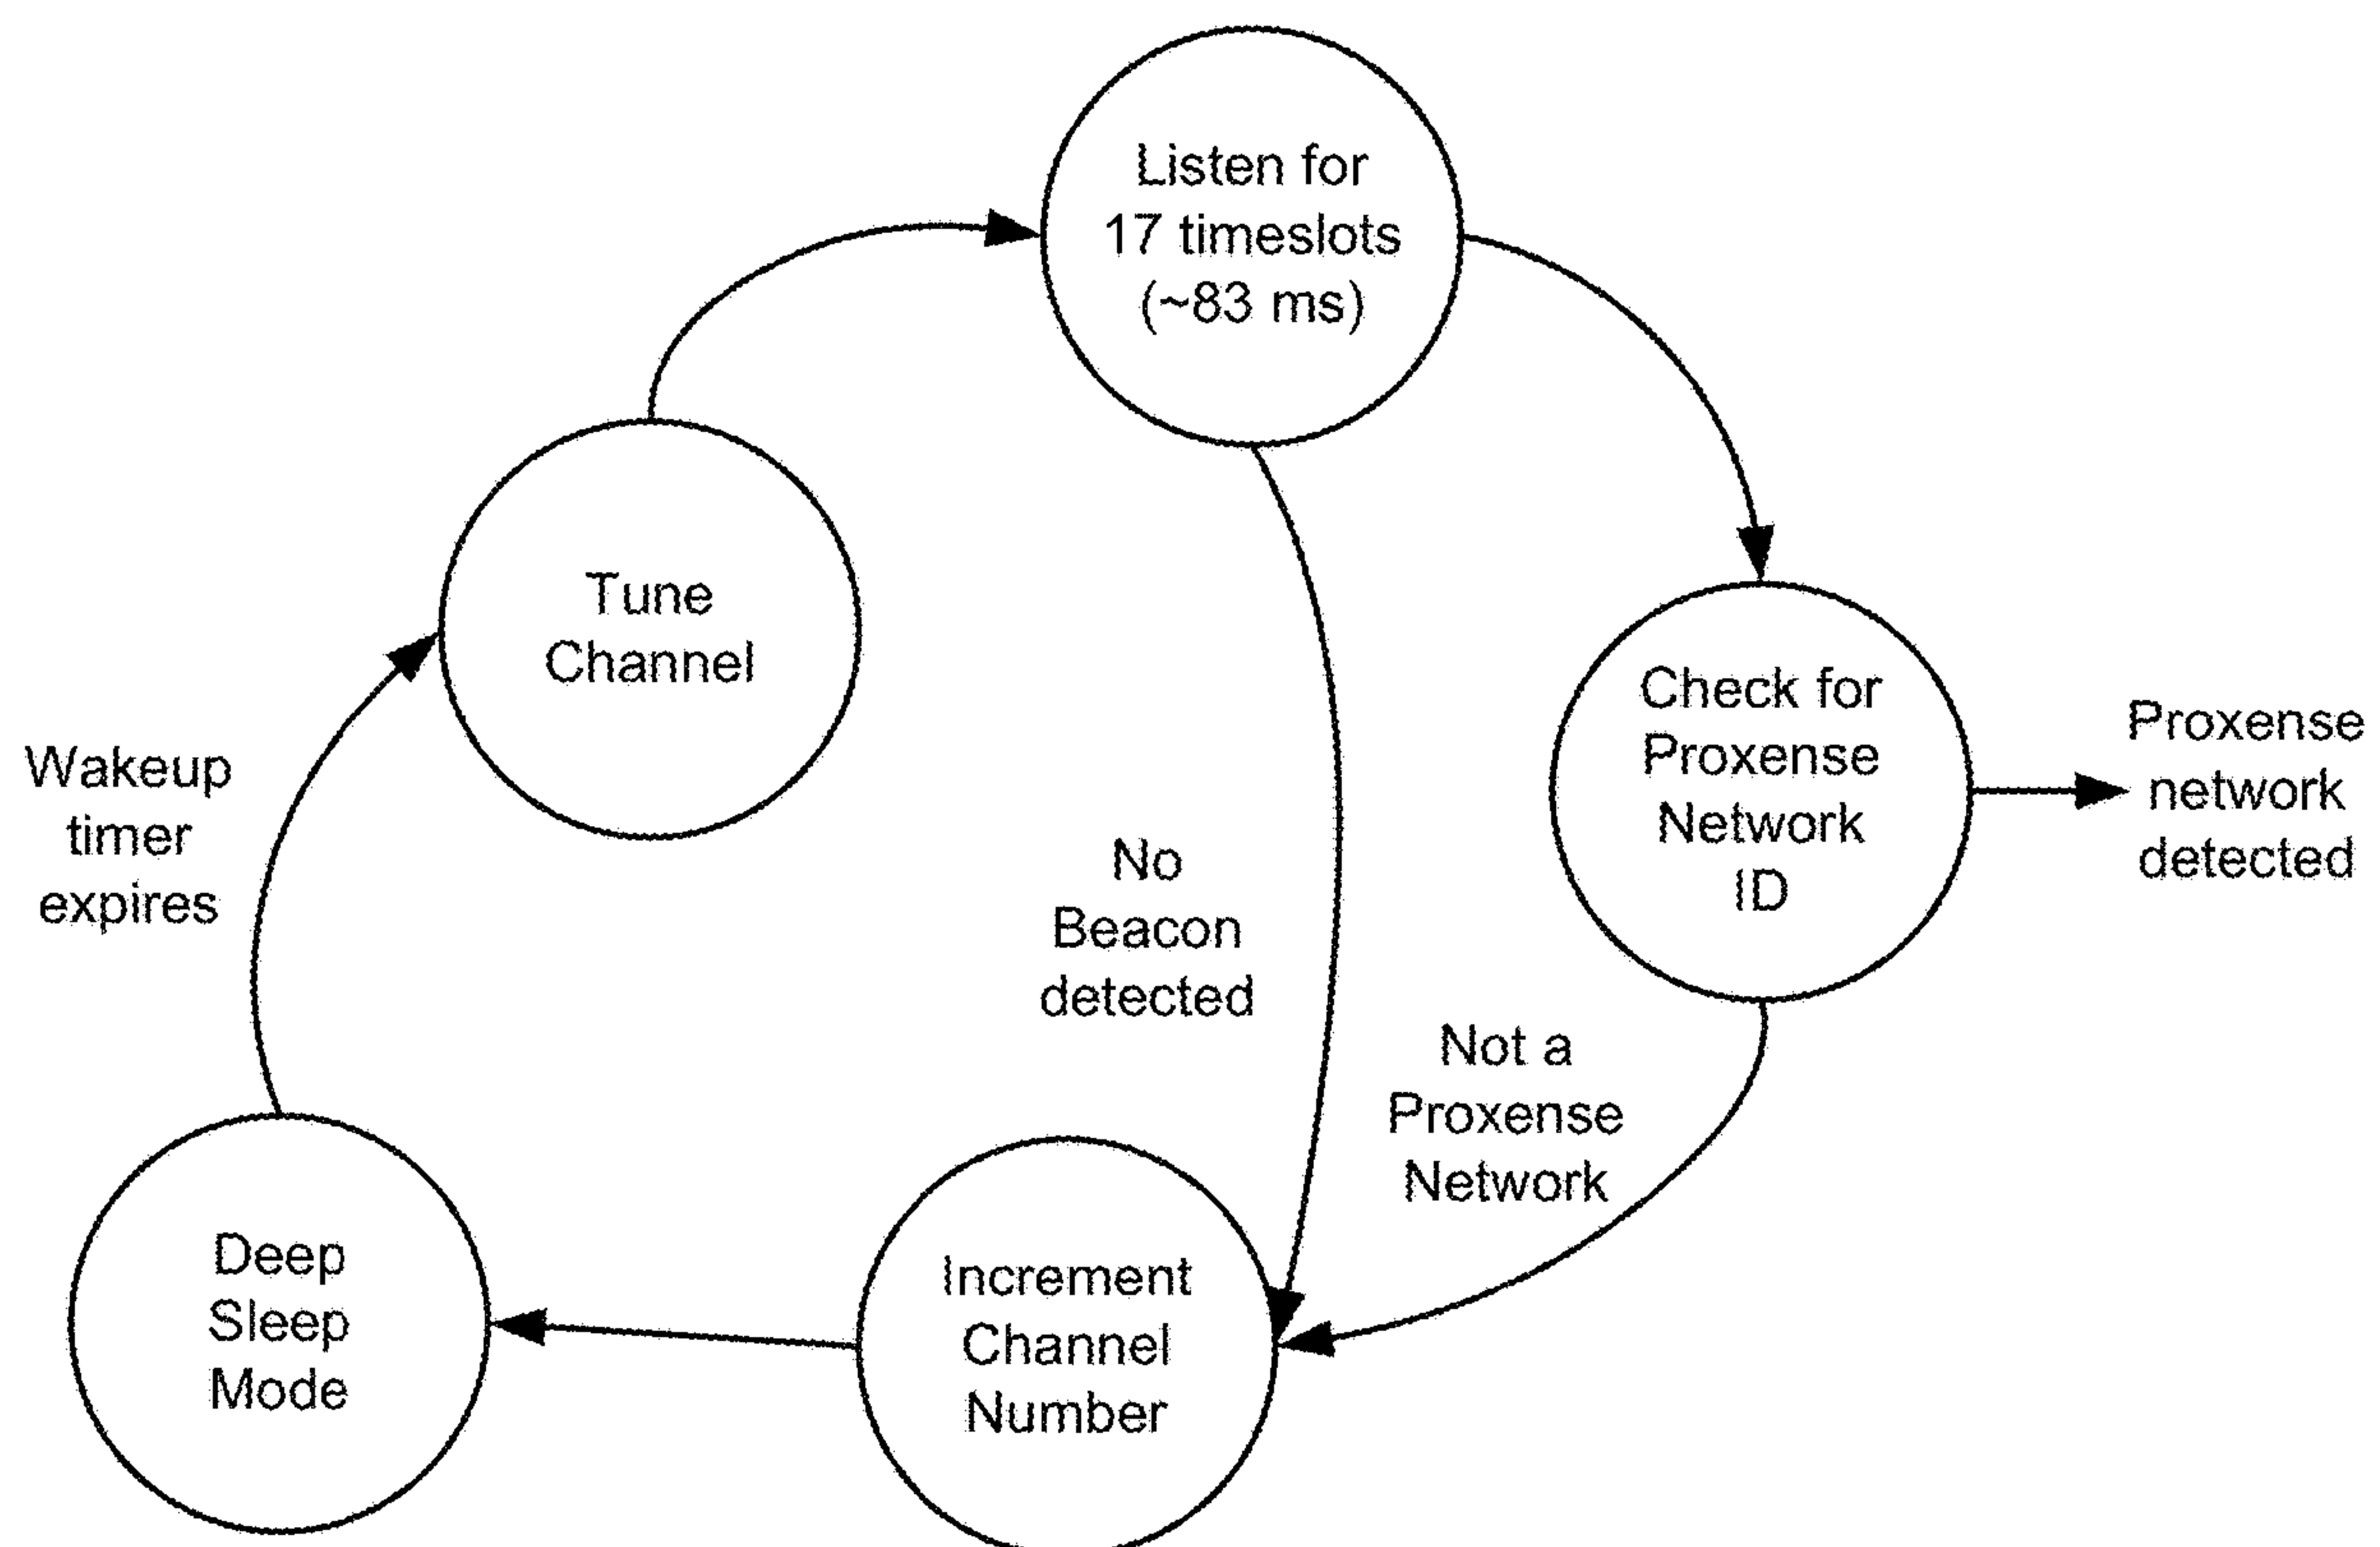 Listen for
17 timeslots
(~83 ms)
Tune
Channel
Check for
Proxense
Network
ID
Proxense
network
detected
Wakeup
timer
expires
No
Beacon
detected
Not a
Proxense
Network
Deep
Sleep
Mode
Increment
Channel
Number